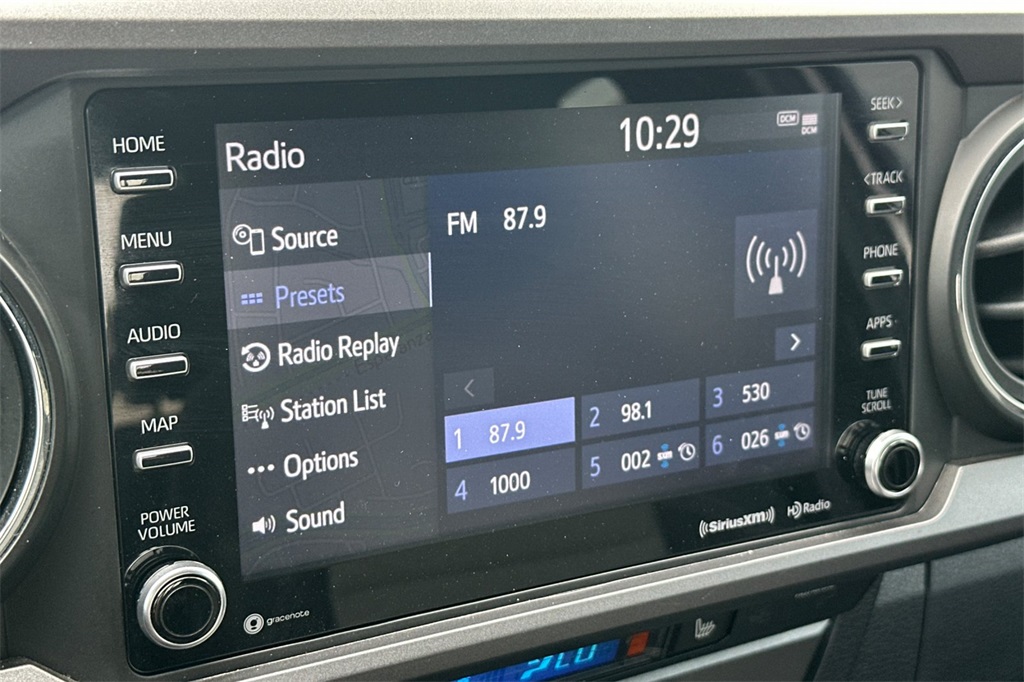 HOME
MENU
AUDIO
MAP
POWER
VOLUME
Radio
10:29
DCM
DCM
Source
Presets
Radio Replay
Station List
Options
Sound
FM 87.9
1 87.9
2 98.1
3 530
4 1000
5 002 sxm
6 026 sxm
SEEK>
<TRACK
PHONE
APPS
TUNE
SCROLL
((SiriusXM))
HD Radio
gracenote